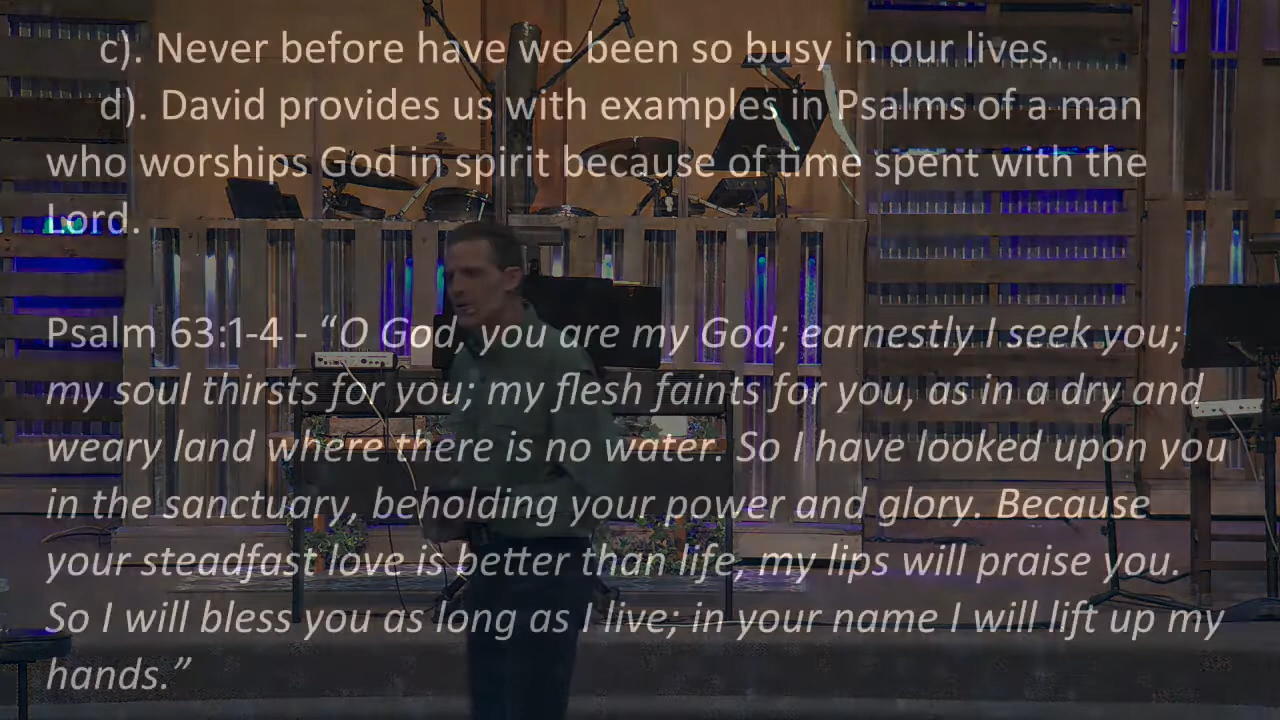 c). Never before have we been so busy in our lives.
d). David provides us with examples in Psalms of a man
who worships God in spirit because of time spent with the
Lord.
Psalm 63:1-4 - “O God, you are my God; earnestly I seek you;
my soul thirsts for you; my flesh faints for you, as in a dry and
weary land where there is no water. So I have looked upon you
in the sanctuary, beholding your power and glory. Because
your steadfast love is better than life, my lips will praise you.
So I will bless you as long as I live; in your name I will lift up my
hands.”